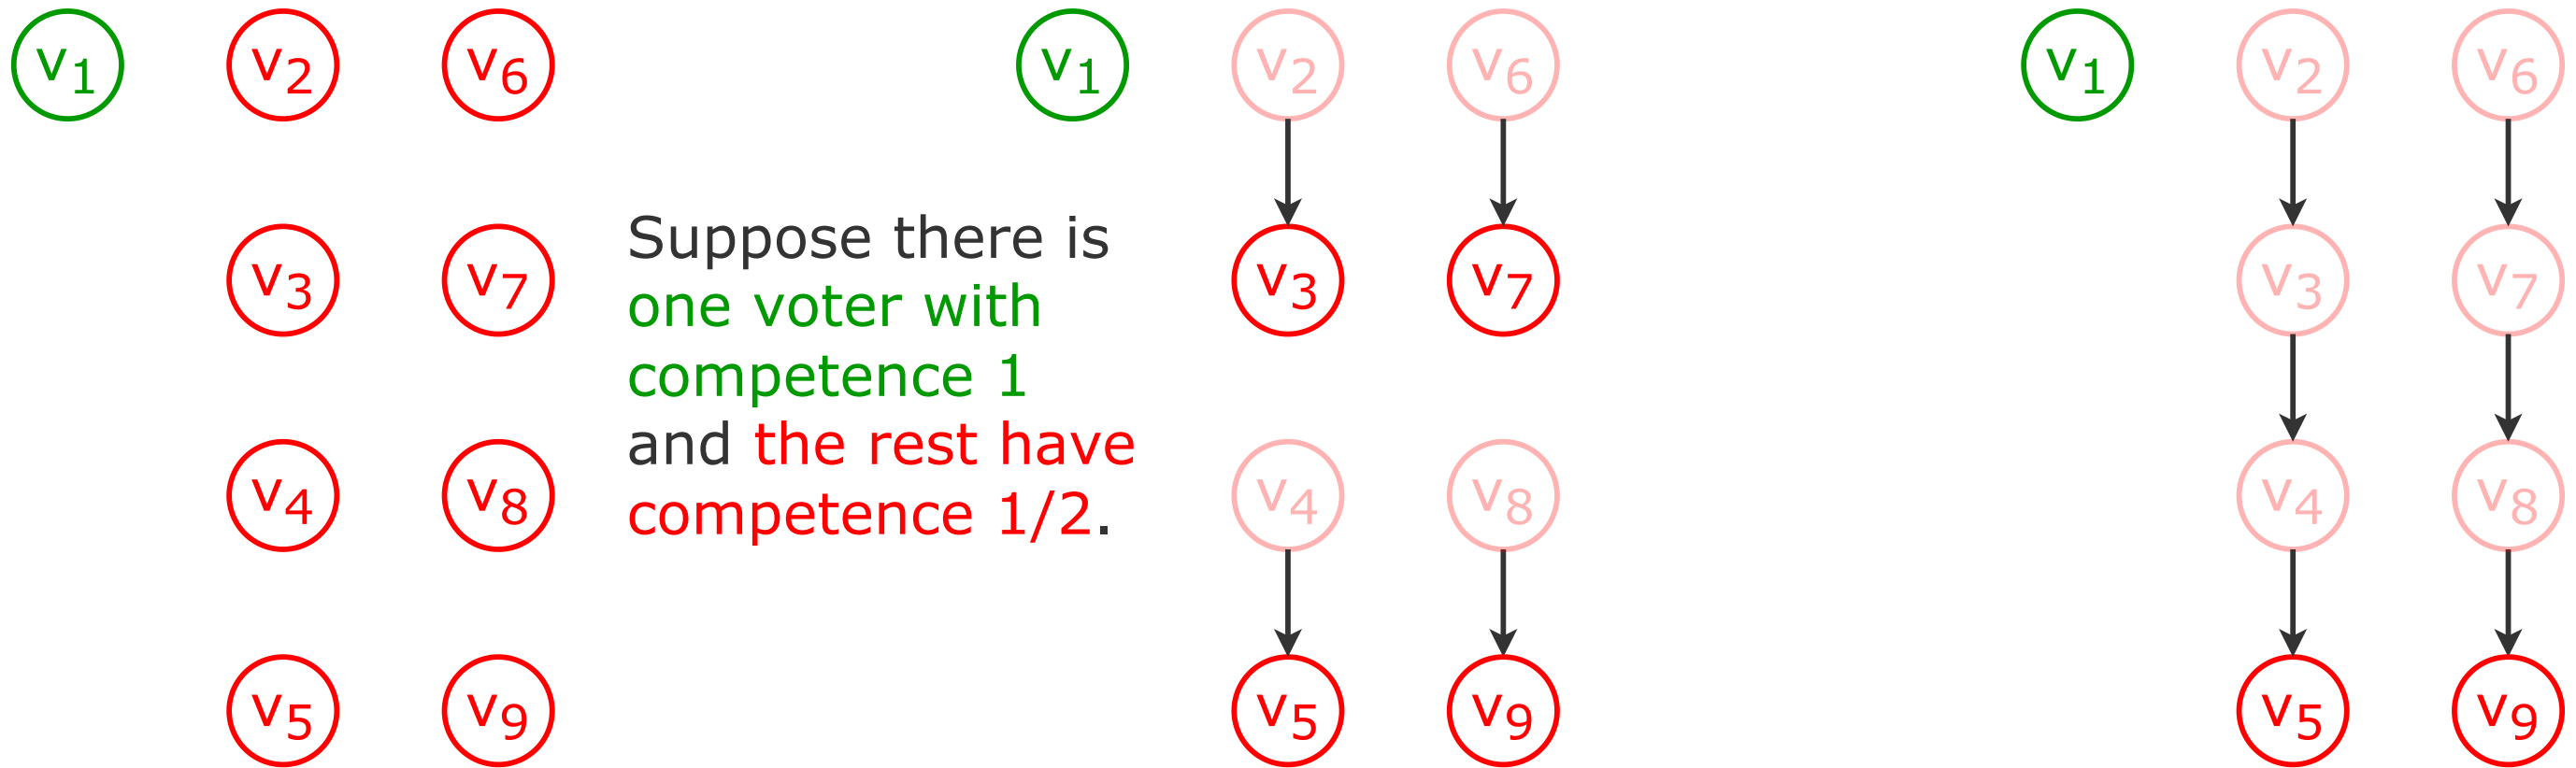 v1 v2 v6 v1 v2 v6 v1 v2 v6
v3 v7 v3 v7 v3 v7
Suppose there is
one voter with
competence 1
and the rest have
competence 1/2.
v4 v8 v4 v8 v4 v8
v5 v9 v5 v9 v5 v9